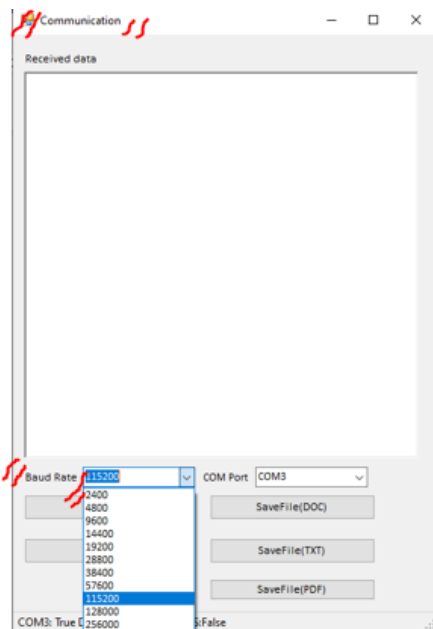 Communication
Received data
Baud Rate 115200 COM Port COM3
2400
4800
9600
14400
19200
28800
38400
57600
115200
128000
256000
SaveFile(DOC)
SaveFile(TXT)
SaveFile(PDF)
COM3: True :False